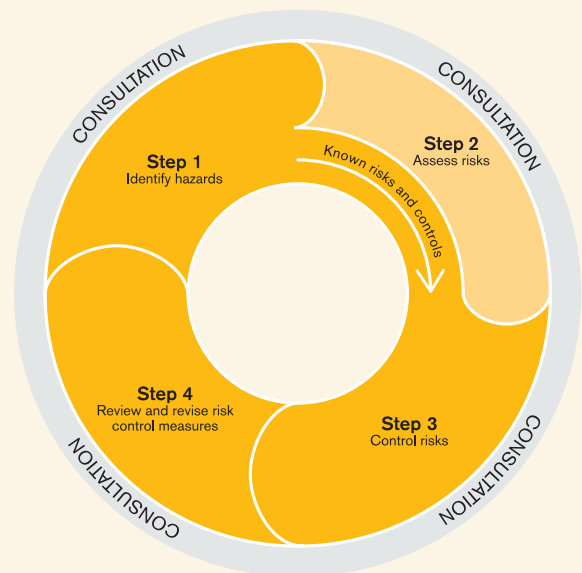 CONSULTATION
CONSULTATION
Step 1
Identify hazards
Step 2
Assess risks
Known risks and controls
Step 4
Review and revise risk
control measures
Step 3
Control risks
CONSULTATION
CONSULTATION